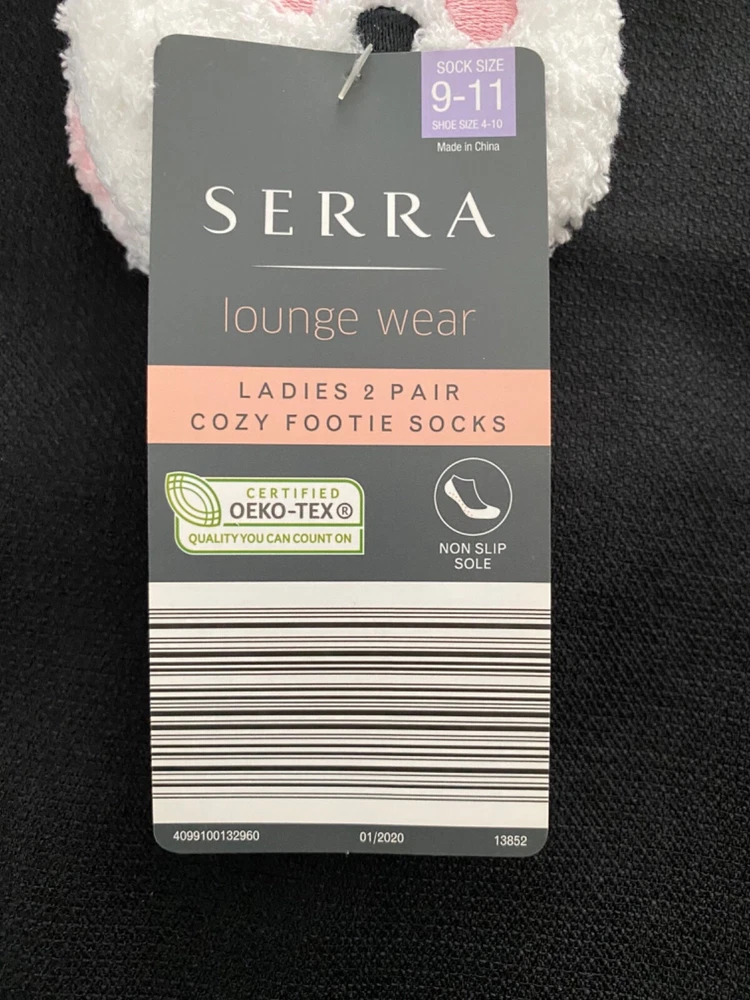 SOCK SIZE
9-11
SHOE SIZE 4-10
Made in China
SERRA
lounge wear
LADIES 2 PAIR
COZY FOOTIE SOCKS
CERTIFIED
OEKO-TEX®
QUALITY YOU CAN COUNT ON
NON SLIP
SOLE
4099100132960 01/2020 13852